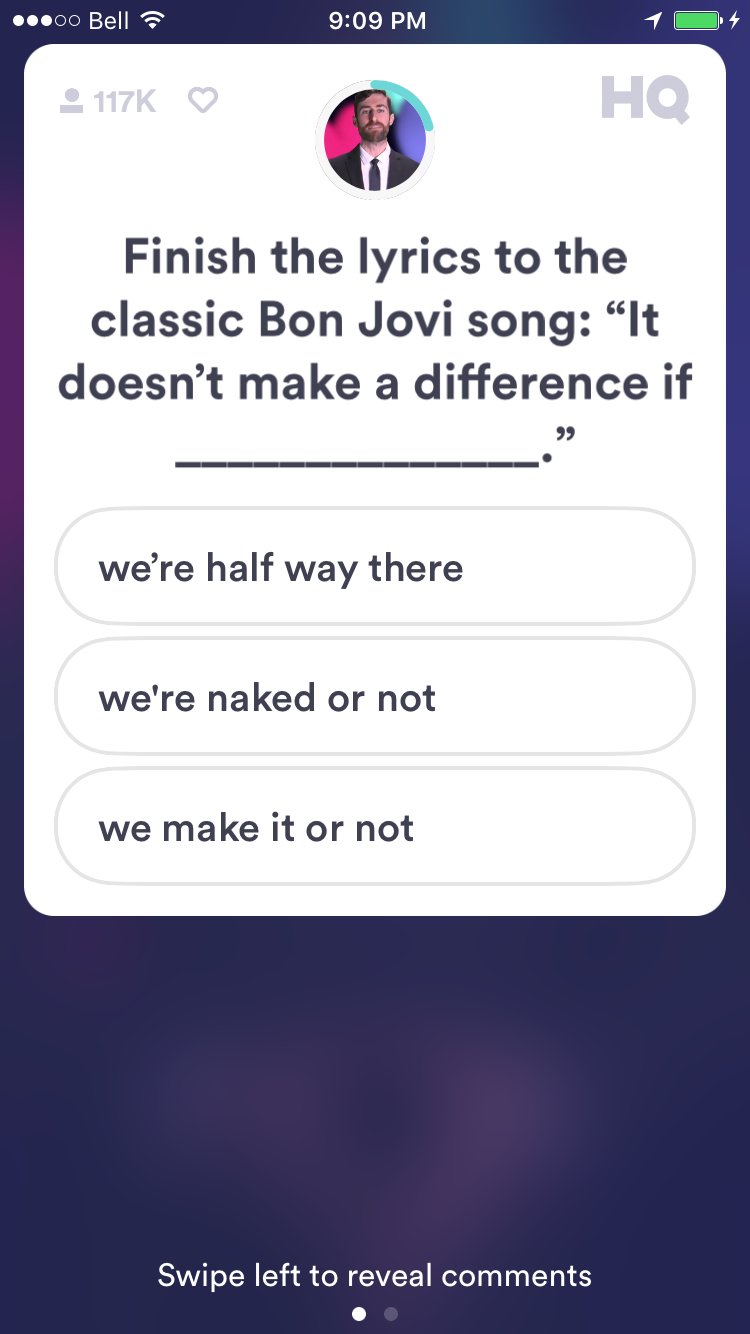 Bell 9:09 PM
117K HQ
Finish the lyrics to the
classic Bon Jovi song: “It
doesn’t make a difference if
______________.”
we’re half way there
we're naked or not
we make it or not
Swipe left to reveal comments